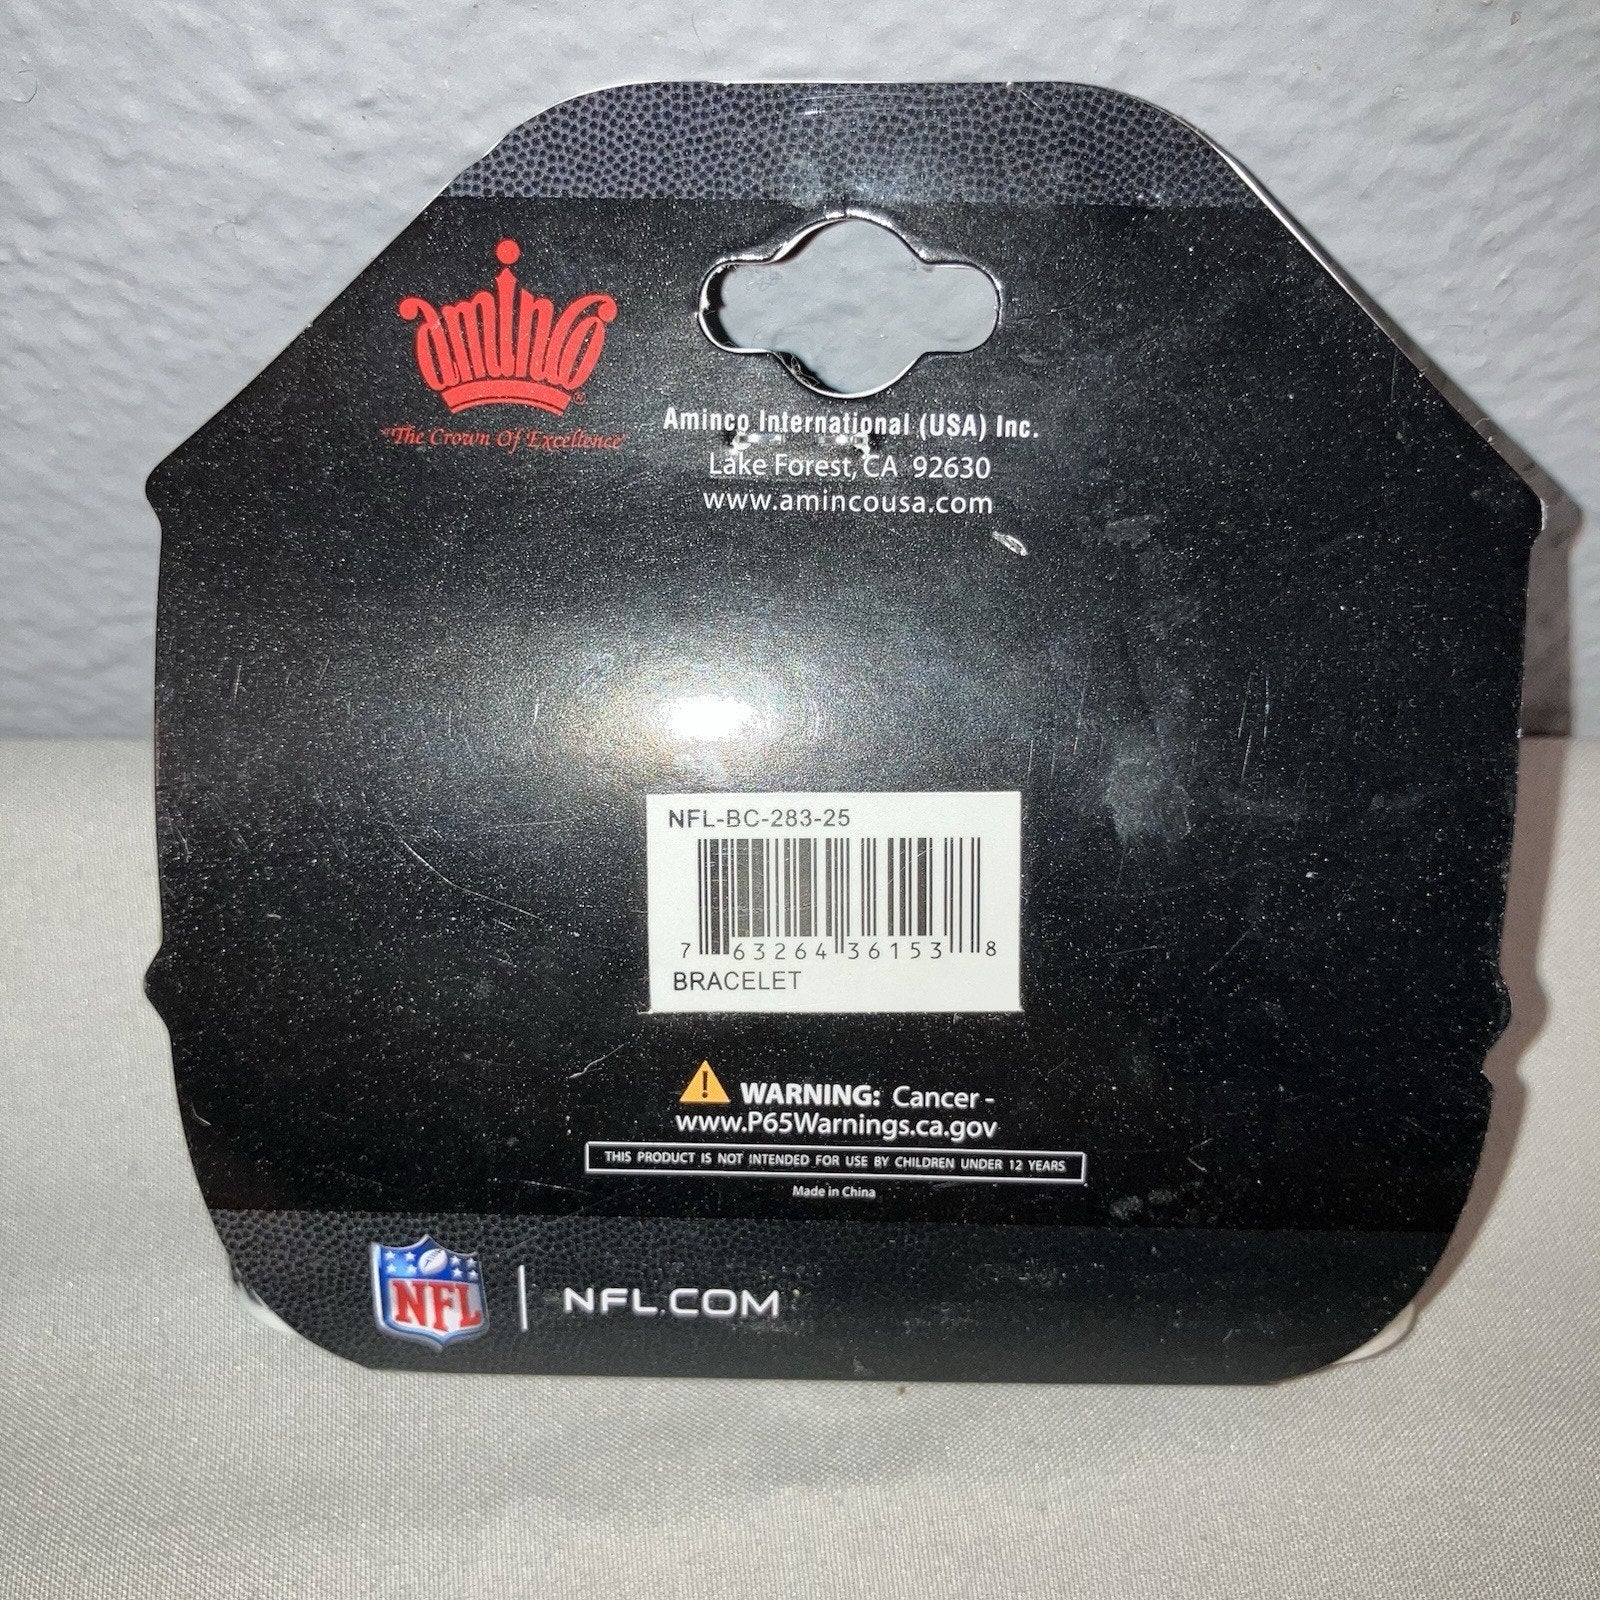 aminco®
"The Crown Of Excellence"
Aminco International (USA) Inc.
Lake Forest, CA 92630
www.amincousa.com
NFL-BC-283-25
7 63264 36153 8
BRACELET
! WARNING: Cancer -
www.P65Warnings.ca.gov
THIS PRODUCT IS NOT INTENDED FOR USE BY CHILDREN UNDER 12 YEARS
Made in China
NFL | NFL.COM